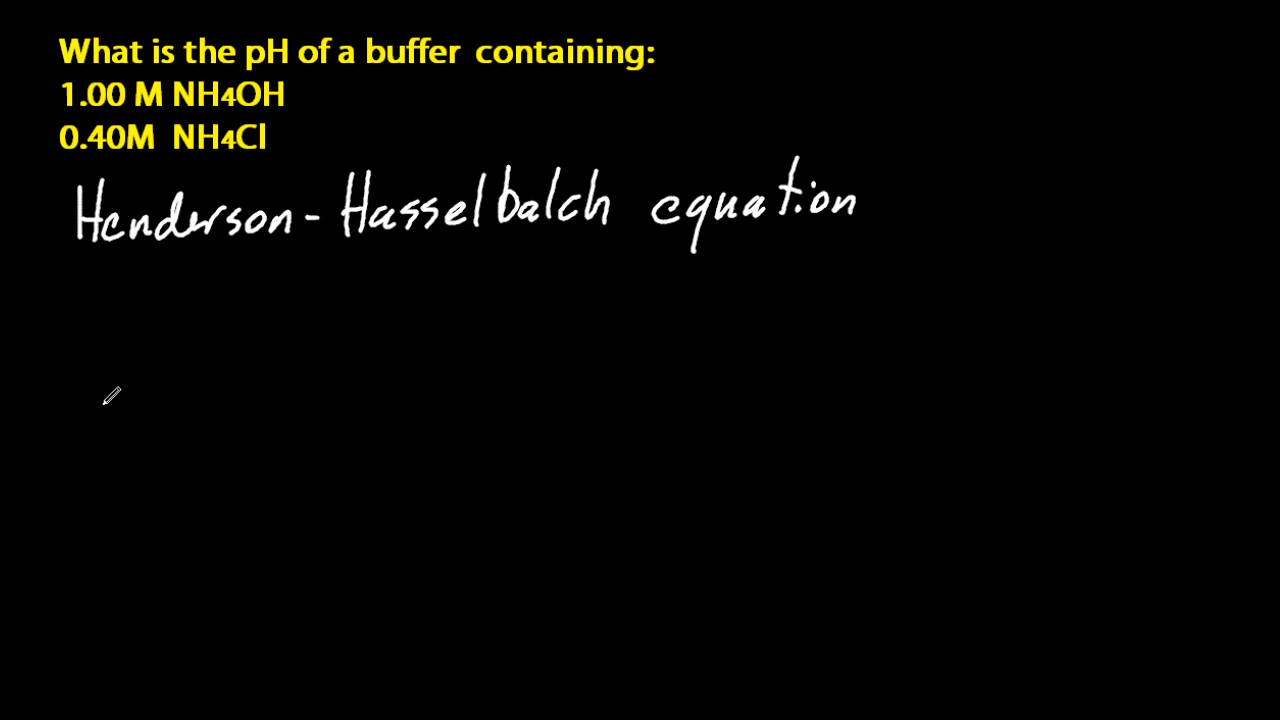 What is the pH of a buffer containing:
1.00 M NH4OH
0.40M NH4Cl
Henderson-Hasselbalch equation